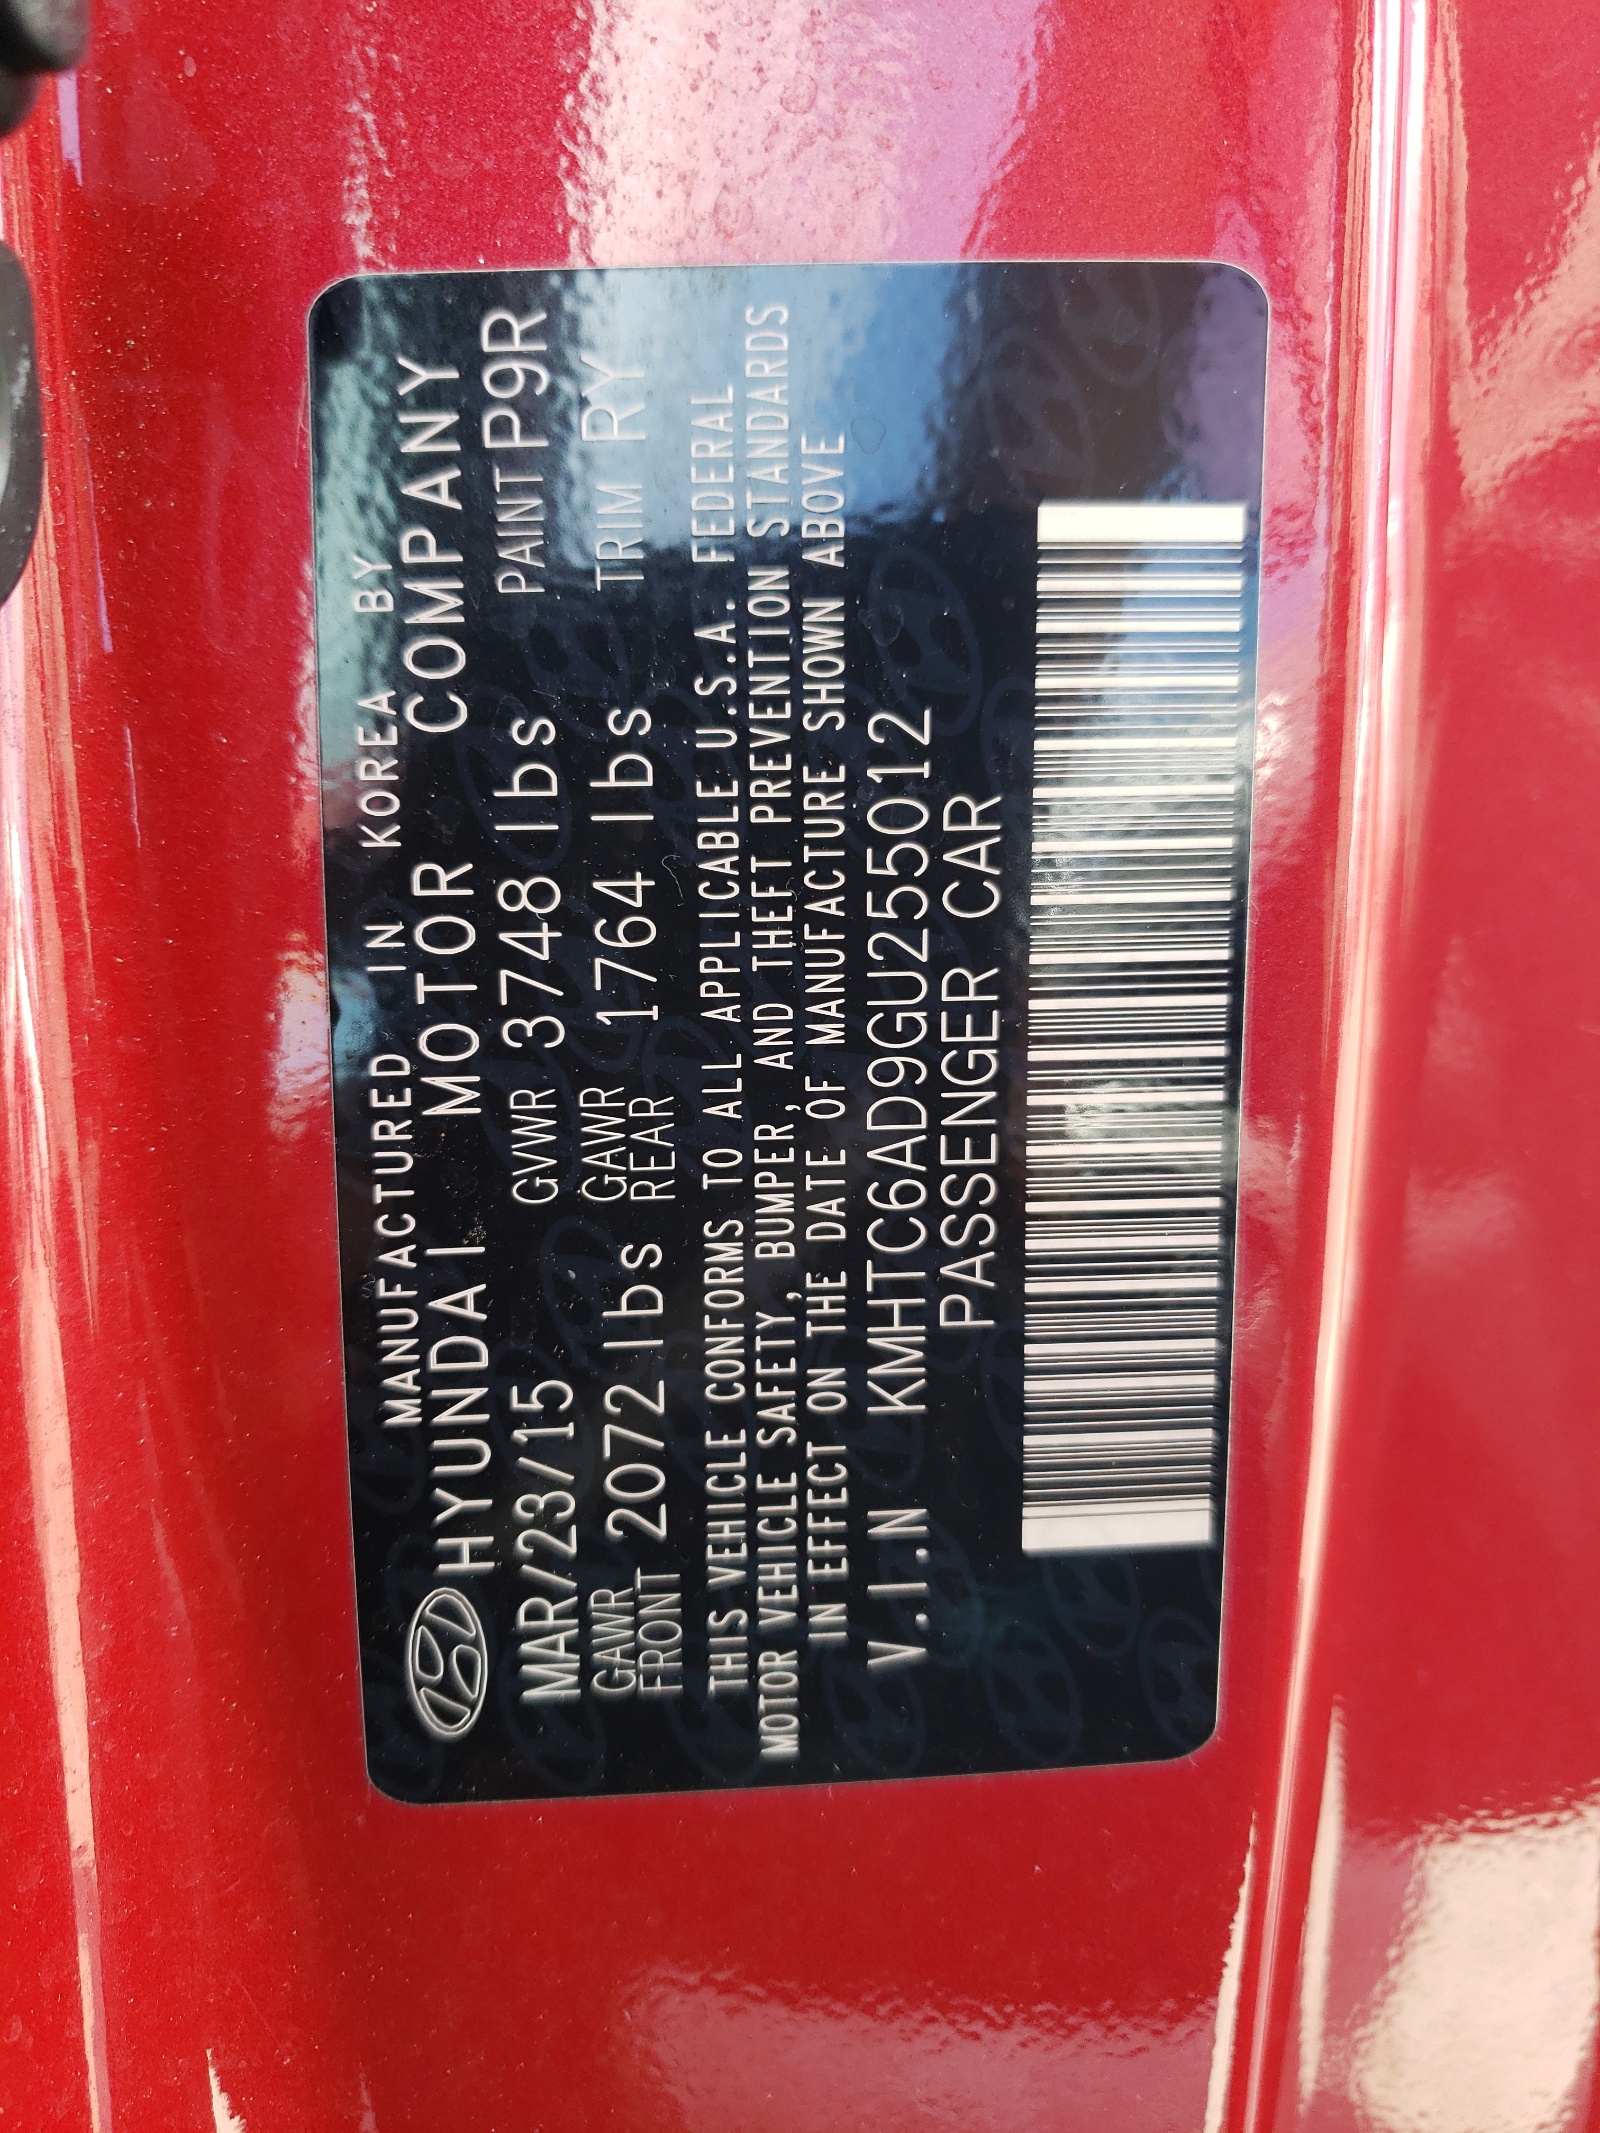 MANUFACTURED IN KOREA BY
HYUNDAI MOTOR COMPANY
MAR/23/15 GVWR 3748 lbs PAINT P9R
GAWR FRONT 2072 lbs GAWR REAR 1764 lbs TRIM RY
THIS VEHICLE CONFORMS TO ALL APPLICABLE U.S.A. FEDERAL
MOTOR VEHICLE SAFETY, BUMPER, AND THEFT PREVENTION STANDARDS
IN EFFECT ON THE DATE OF MANUFACTURE SHOWN ABOVE
V.I.N KMHTC6AD9GU255012
PASSENGER CAR